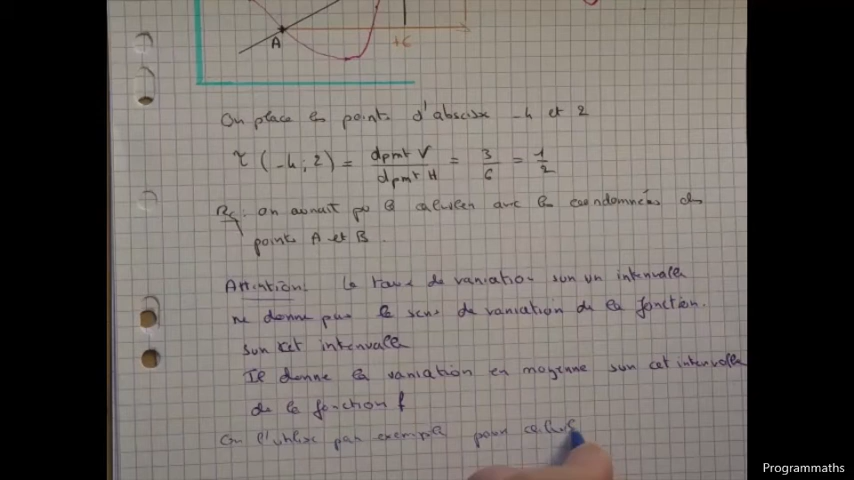 A
+6
On place les points d'abscisse -4 et 2
τ (-4 ; 2) = dpmt V / dpmt H = 3/6 = 1/2
Rq : on aurait pu le calculer avec les coordonnées des
points A et B.
Attention : Le taux de variation sur un intervalle
ne donne pas le sens de variation de la fonction.
sur cet intervalle
Il donne la variation en moyenne sur cet intervalle
de la fonction f
On l'utilise par exemple pour calcul
Programmaths